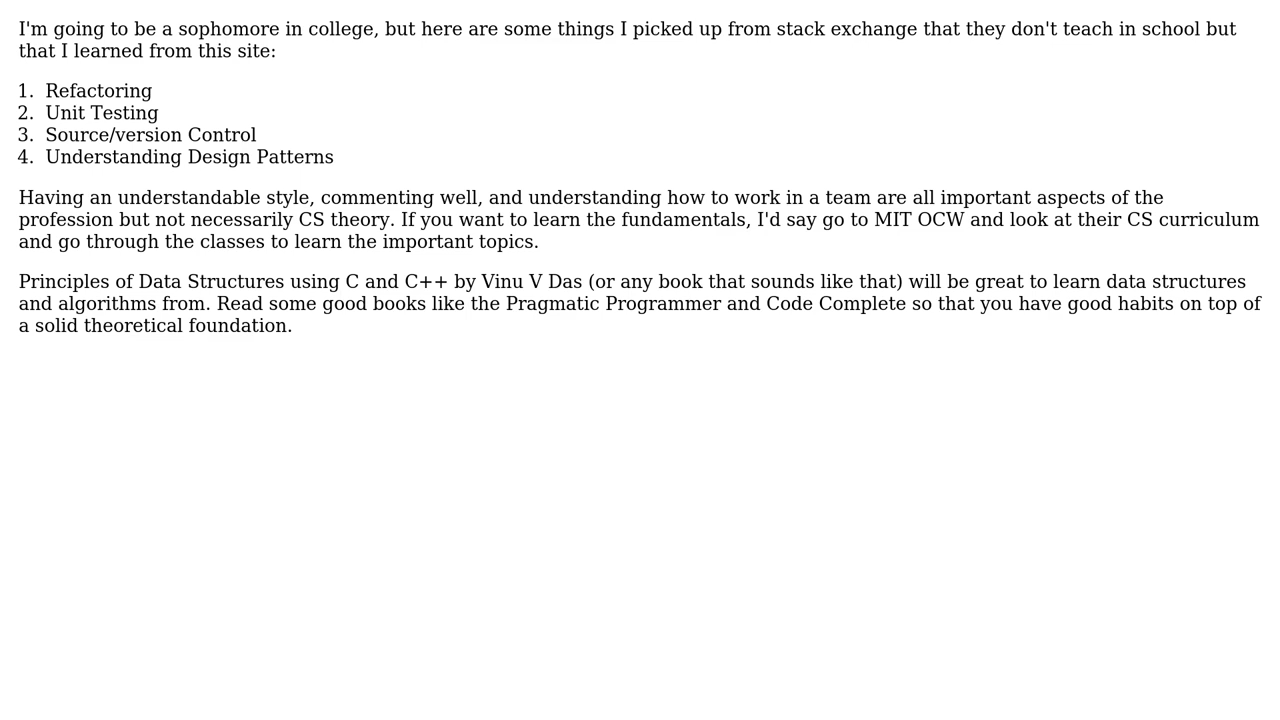 I'm going to be a sophomore in college, but here are some things I picked up from stack exchange that they don't teach in school but
that I learned from this site:
1. Refactoring
2. Unit Testing
3. Source/version Control
4. Understanding Design Patterns
Having an understandable style, commenting well, and understanding how to work in a team are all important aspects of the
profession but not necessarily CS theory. If you want to learn the fundamentals, I'd say go to MIT OCW and look at their CS curriculum
and go through the classes to learn the important topics.
Principles of Data Structures using C and C++ by Vinu V Das (or any book that sounds like that) will be great to learn data structures
and algorithms from. Read some good books like the Pragmatic Programmer and Code Complete so that you have good habits on top of
a solid theoretical foundation.